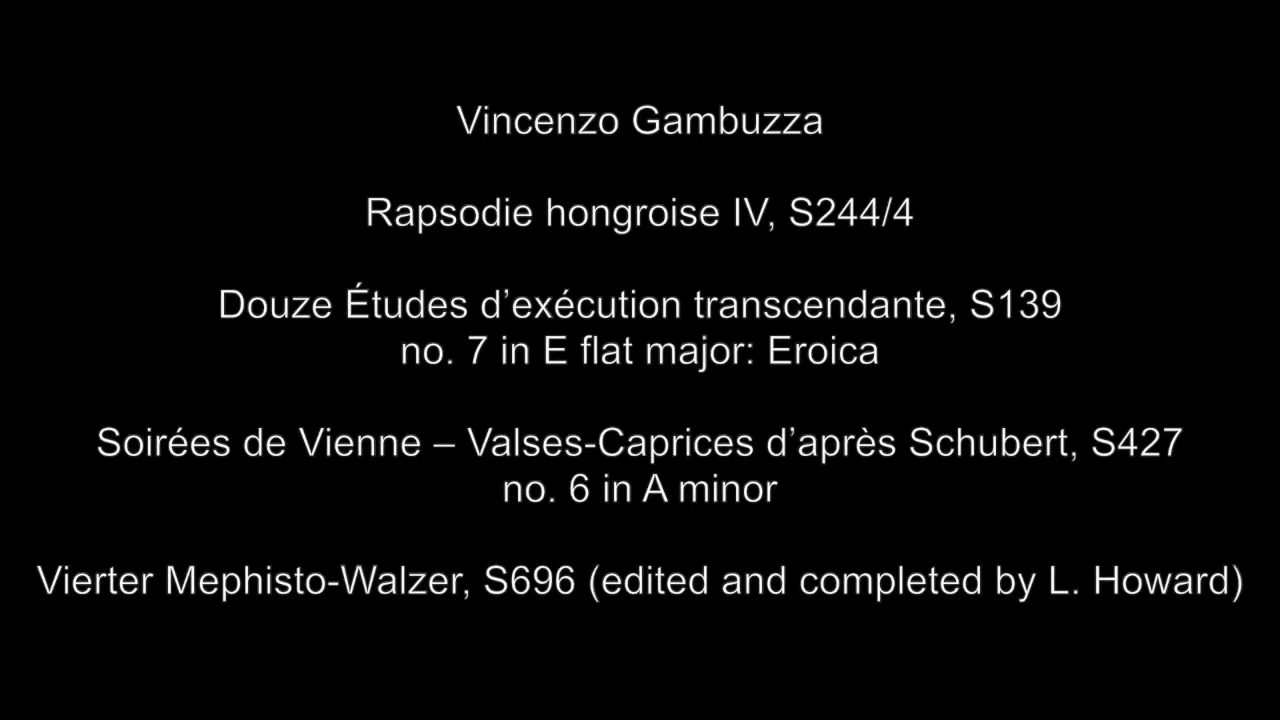 Vincenzo Gambuzza
Rapsodie hongroise IV, S244/4
Douze Études d’exécution transcendante, S139
no. 7 in E flat major: Eroica
Soirées de Vienne – Valses-Caprices d’après Schubert, S427
no. 6 in A minor
Vierter Mephisto-Walzer, S696 (edited and completed by L. Howard)